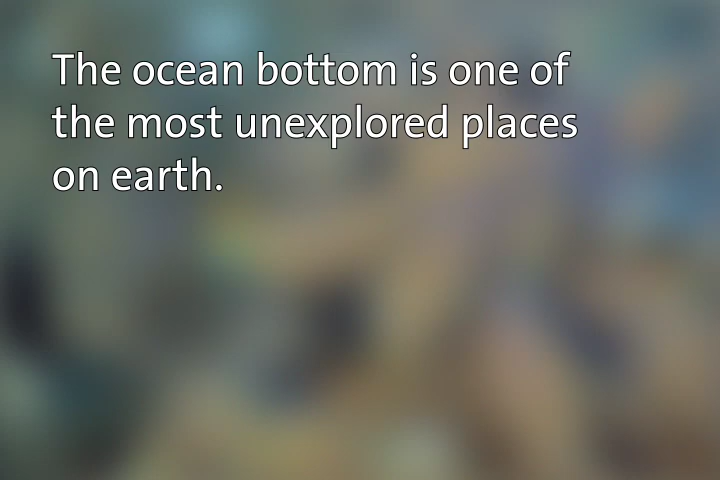 The ocean bottom is one of
the most unexplored places
on earth.